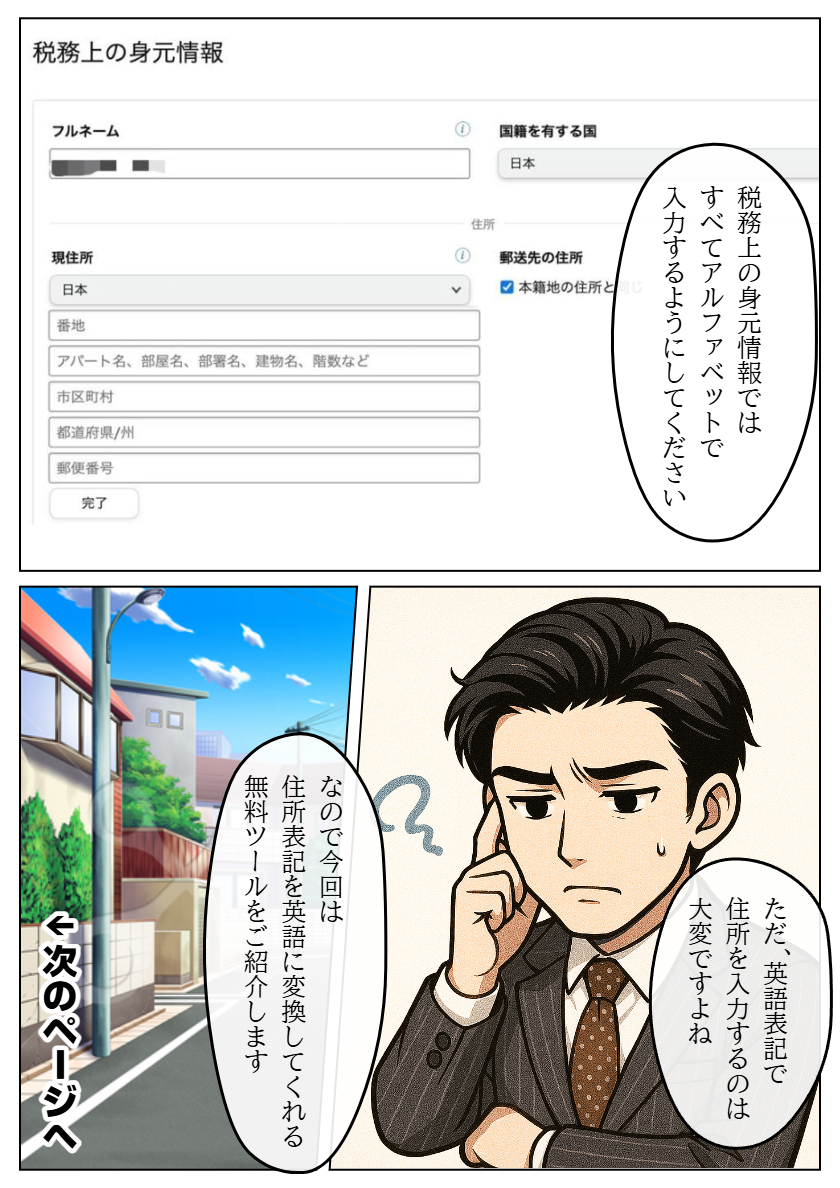 税務上の身元情報
フルネーム
国籍を有する国
日本
住所
現住所
郵送先の住所
日本
本籍地の住所と同じ
番地
アパート名、部屋名、部署名、建物名、階数など
市区町村
都道府県/州
郵便番号
完了
税務上の身元情報では
すべてアルファベットで
入力するようにしてください
ただ、英語表記で
住所を入力するのは
大変ですよね
なので今回は
住所表記を英語に変換してくれる
無料ツールをご紹介します
←次のページへ